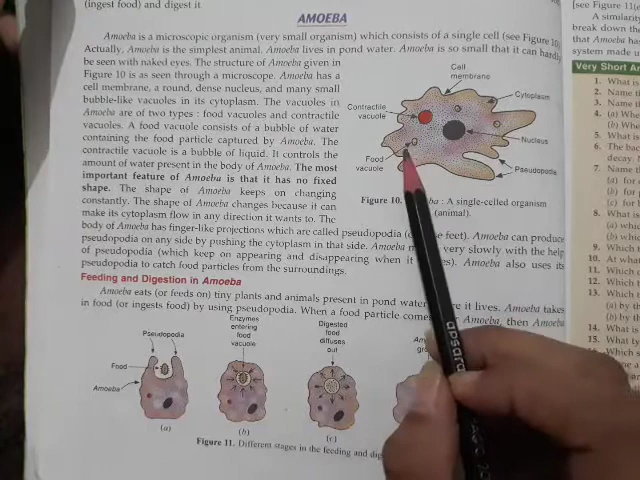 (ingest food) and digest it
AMOEBA
Amoeba is a microscopic organism (very small organism) which consists of a single cell (see Figure 10).
Actually, Amoeba is the simplest animal. Amoeba lives in pond water. Amoeba is so small that it can hardly
be seen with naked eyes. The structure of Amoeba given in
Figure 10 is as seen through a microscope. Amoeba has a
cell membrane, a round, dense nucleus, and many small
bubble-like vacuoles in its cytoplasm. The vacuoles in
Amoeba are of two types : food vacuoles and contractile
vacuoles. A food vacuole consists of a bubble of water
containing the food particle captured by Amoeba. The
contractile vacuole is a bubble of liquid. It controls the
amount of water present in the body of Amoeba. The most
important feature of Amoeba is that it has no fixed
shape. The shape of Amoeba keeps on changing
constantly. The shape of Amoeba changes because it can
make its cytoplasm flow in any direction it wants to. The
body of Amoeba has finger-like projections which are called pseudopodia ( feet). Amoeba can produce
pseudopodia on any side by pushing the cytoplasm in that side. Amoeba very slowly with the help
of pseudopodia (which keep on appearing and disappearing when it Amoeba also uses its
pseudopodia to catch food particles from the surroundings.
Cell
membrane
Cytoplasm
Contractile
vacuole
Nucleus
Food
vacuole
Pseudopodia
Figure 10. : A single-celled organism
(animal).
Feeding and Digestion in Amoeba
Amoeba eats (or feeds on) tiny plants and animals present in pond water it lives. Amoeba takes
in food (or ingests food) by using pseudopodia. When a food particle comes Amoeba, then Amoeba
Pseudopodia
Food
Amoeba
(a)
Enzymes
entering
food
vacuole
(b)
Digested
food
diffuses
out
(c)
Figure 11. Different stages in the feeding and
apsara
[see Figure 11(
A similarity
break down the
that Amoeba has
system made u
Very Short An
1. What is
2. Name th
3. Name th
4. (a) Whe
(b) Whe
5. What is
6. The bac
decay.
7. Name t
(a) for
(b) for
(c) for
8. What is
(a) whic
(b) whic
9. Which
10. At what
11. Which
12. Which
13. Which
(a) by th
(b) by th
14. What is
15. What ty
16. Which